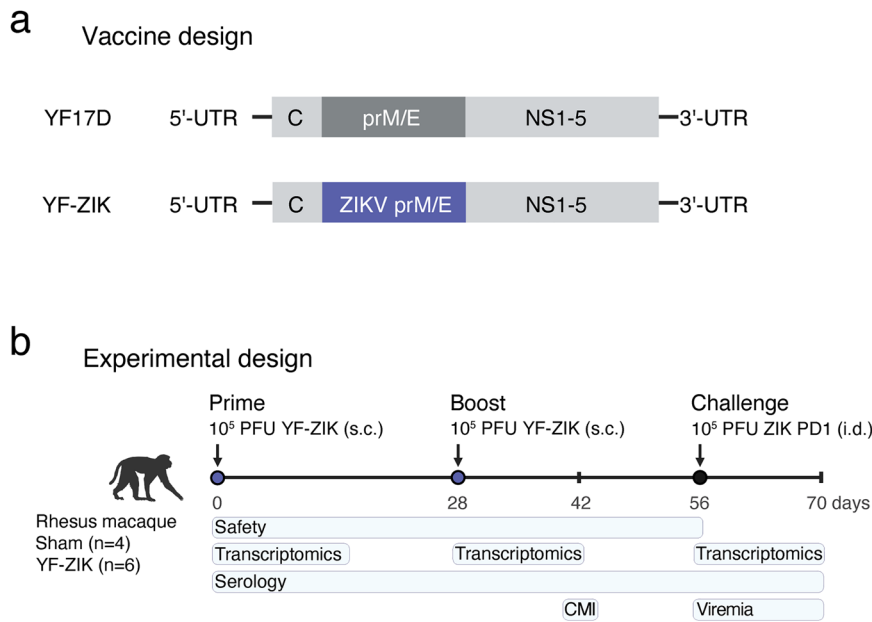 a
Vaccine design
YF17D 5'-UTR C prM/E NS1-5 3'-UTR
YF-ZIK 5'-UTR C ZIKV prM/E NS1-5 3'-UTR
b
Experimental design
Prime Boost Challenge
10⁵ PFU YF-ZIK (s.c.) 10⁵ PFU YF-ZIK (s.c.) 10⁵ PFU ZIK PD1 (i.d.)
0 28 42 56 70 days
Rhesus macaque
Sham (n=4)
YF-ZIK (n=6)
Safety
Transcriptomics Transcriptomics Transcriptomics
Serology
CMI Viremia